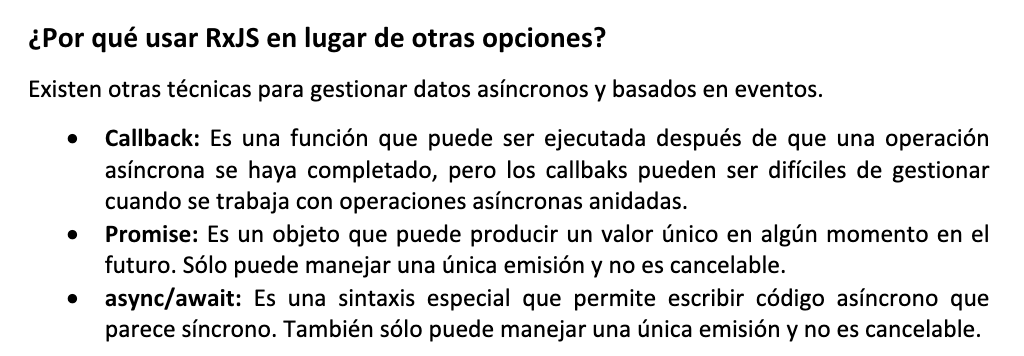 ¿Por qué usar RxJS en lugar de otras opciones?
Existen otras técnicas para gestionar datos asíncronos y basados en eventos.
• Callback: Es una función que puede ser ejecutada después de que una operación
asíncrona se haya completado, pero los callbaks pueden ser difíciles de gestionar
cuando se trabaja con operaciones asíncronas anidadas.
• Promise: Es un objeto que puede producir un valor único en algún momento en el
futuro. Sólo puede manejar una única emisión y no es cancelable.
• async/await: Es una sintaxis especial que permite escribir código asíncrono que
parece síncrono. También sólo puede manejar una única emisión y no es cancelable.